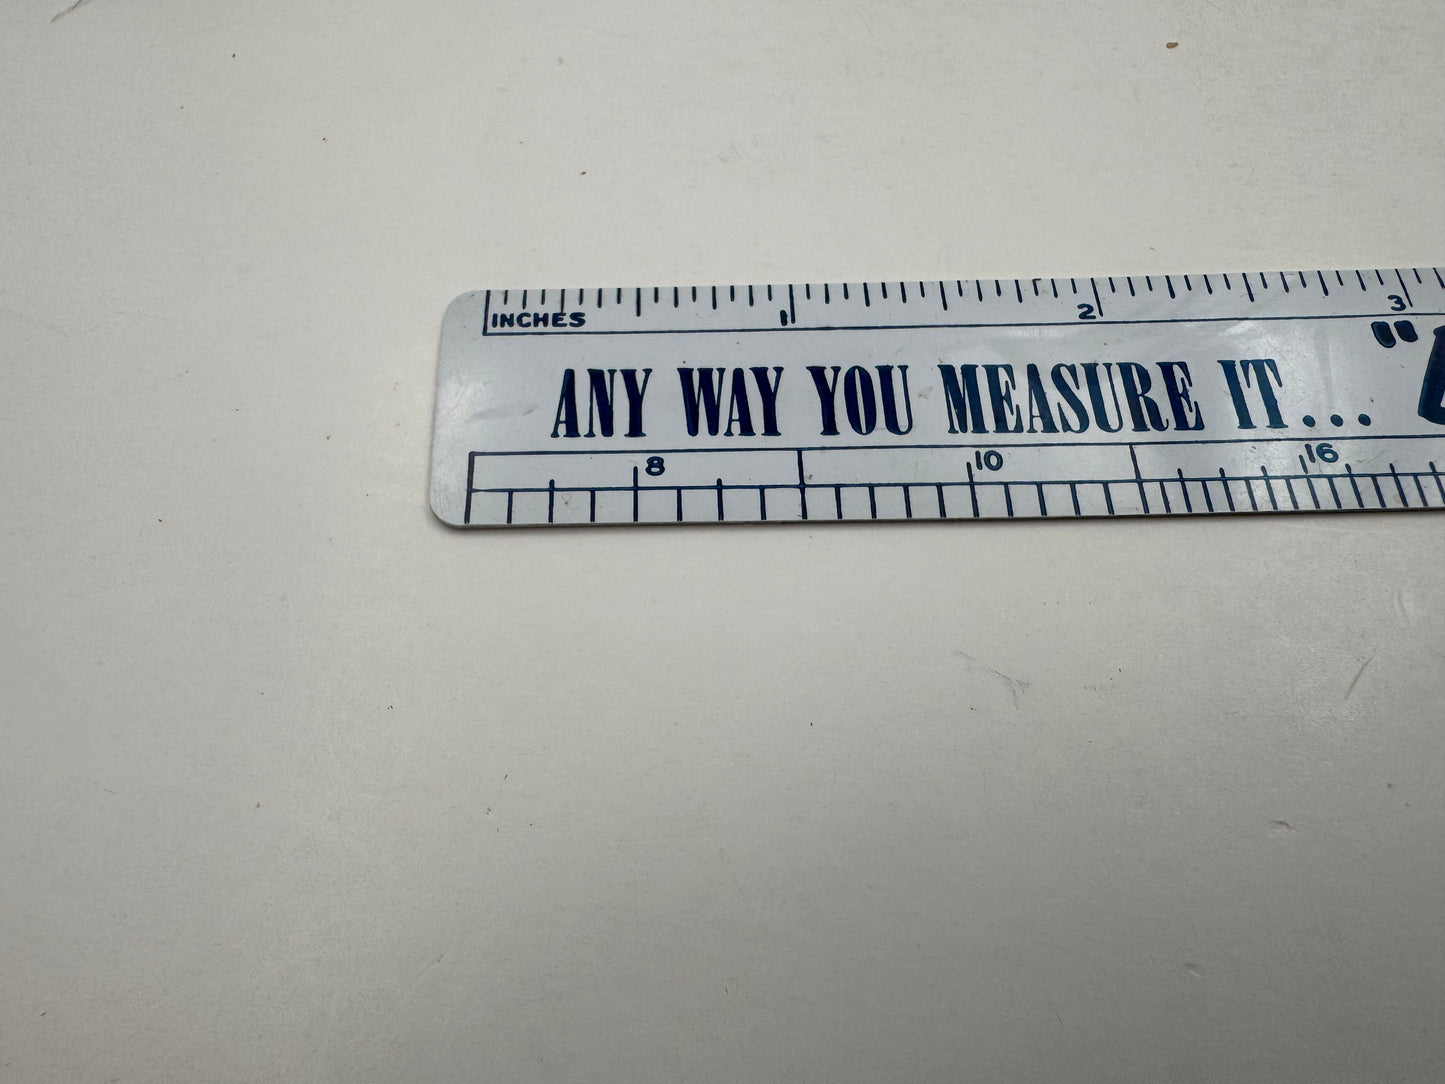 INCHES 1 2 3
ANY WAY YOU MEASURE IT... "
8 10 16